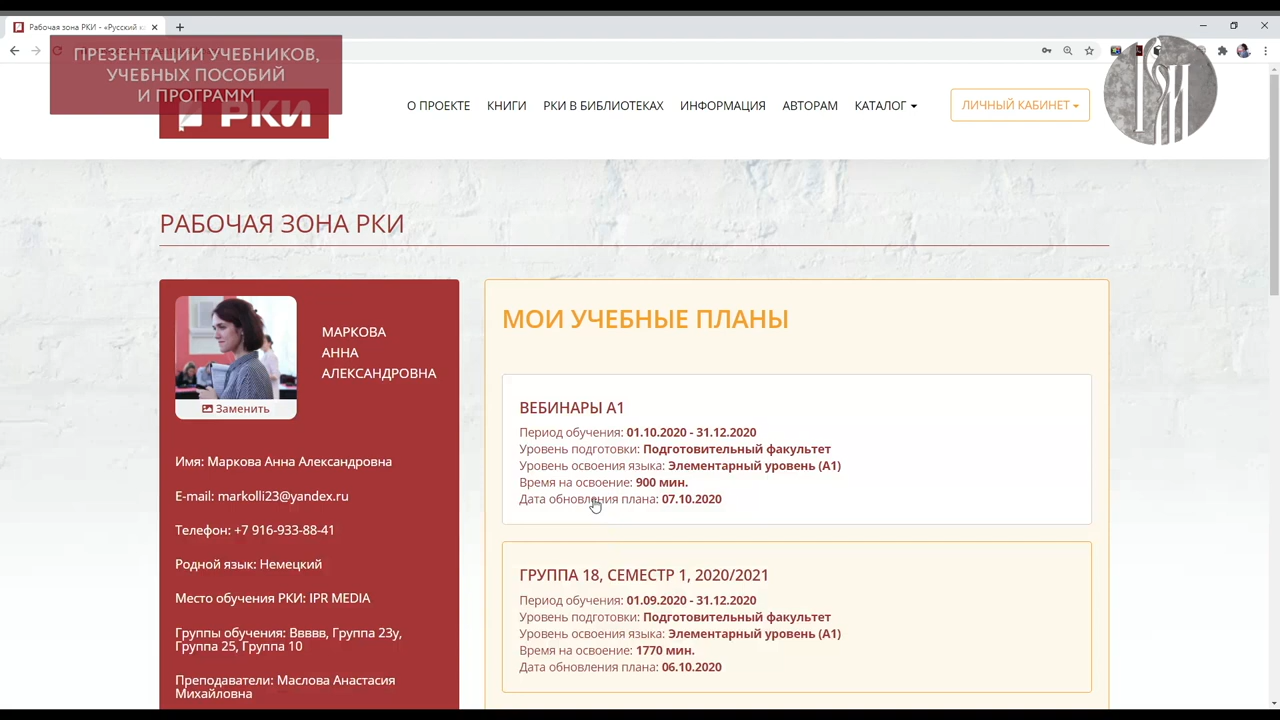 Рабочая зона РКИ - «Русский к
ПРЕЗЕНТАЦИИ УЧЕБНИКОВ,
УЧЕБНЫХ ПОСОБИЙ
И ПРОГРАММ
РКИ
О ПРОЕКТЕ КНИГИ РКИ В БИБЛИОТЕКАХ ИНФОРМАЦИЯ АВТОРАМ КАТАЛОГ ЛИЧНЫЙ КАБИНЕТ
РАБОЧАЯ ЗОНА РКИ
МАРКОВА
АННА
АЛЕКСАНДРОВНА
Заменить
Имя: Маркова Анна Александровна
E-mail: markolli23@yandex.ru
Телефон: +7 916-933-88-41
Родной язык: Немецкий
Место обучения РКИ: IPR MEDIA
Группы обучения: Ввввв, Группа 23у,
Группа 25, Группа 10
Преподаватели: Маслова Анастасия
Михайловна
МОИ УЧЕБНЫЕ ПЛАНЫ
ВЕБИНАРЫ А1
Период обучения: 01.10.2020 - 31.12.2020
Уровень подготовки: Подготовительный факультет
Уровень освоения языка: Элементарный уровень (А1)
Время на освоение: 900 мин.
Дата обновления плана: 07.10.2020
ГРУППА 18, СЕМЕСТР 1, 2020/2021
Период обучения: 01.09.2020 - 31.12.2020
Уровень подготовки: Подготовительный факультет
Уровень освоения языка: Элементарный уровень (А1)
Время на освоение: 1770 мин.
Дата обновления плана: 06.10.2020